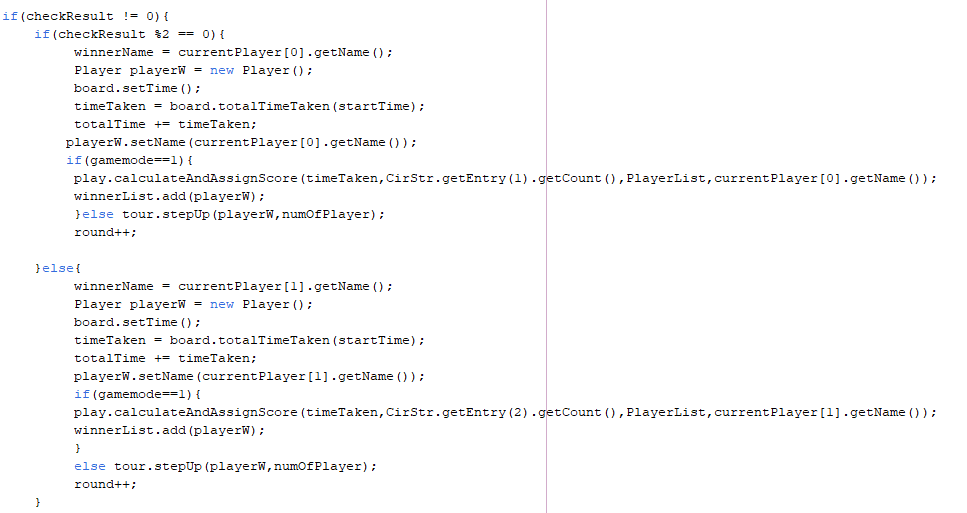 if(checkResult != 0){
if(checkResult %2 == 0){
winnerName = currentPlayer[0].getName();
Player playerW = new Player();
board.setTime();
timeTaken = board.totalTimeTaken(startTime);
totalTime += timeTaken;
playerW.setName(currentPlayer[0].getName());
if(gamemode==1){
play.calculateAndAssignScore(timeTaken,CirStr.getEntry(1).getCount(),PlayerList,currentPlayer[0].getName());
winnerList.add(playerW);
}else tour.stepUp(playerW,numOfPlayer);
round++;
}else{
winnerName = currentPlayer[1].getName();
Player playerW = new Player();
board.setTime();
timeTaken = board.totalTimeTaken(startTime);
totalTime += timeTaken;
playerW.setName(currentPlayer[1].getName());
if(gamemode==1){
play.calculateAndAssignScore(timeTaken,CirStr.getEntry(2).getCount(),PlayerList,currentPlayer[1].getName());
winnerList.add(playerW);
}
else tour.stepUp(playerW,numOfPlayer);
round++;
}